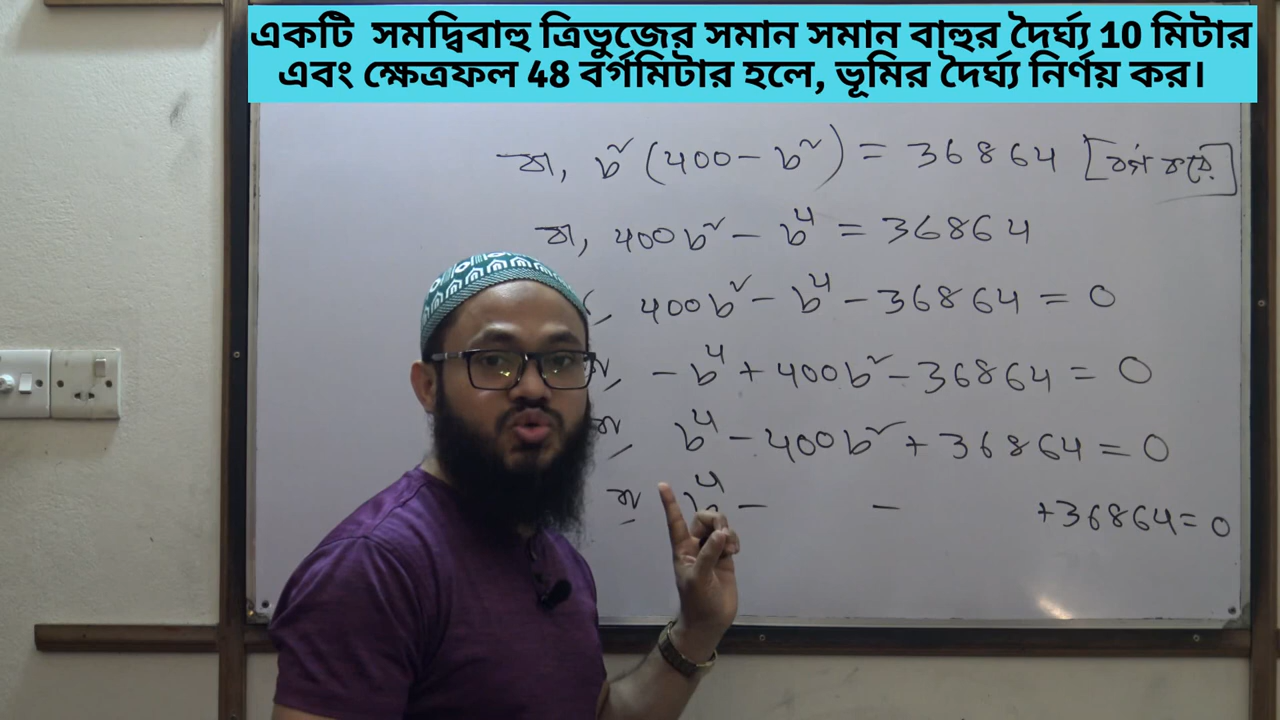 একটি সমদ্বিবাহু ত্রিভুজের সমান সমান বাহুর দৈর্ঘ্য 10 মিটার
এবং ক্ষেত্রফল 48 বর্গমিটার হলে, ভূমির দৈর্ঘ্য নির্ণয় কর।
বা, b² (400 - b²) = 36864 [বর্গ করে]
বা, 400b² - b⁴ = 36864
400b² - b⁴ - 36864 = 0
বা, - b⁴ + 400b² - 36864 = 0
বা, b⁴ - 400b² + 36864 = 0
বা, b⁴ - - +36864 = 0